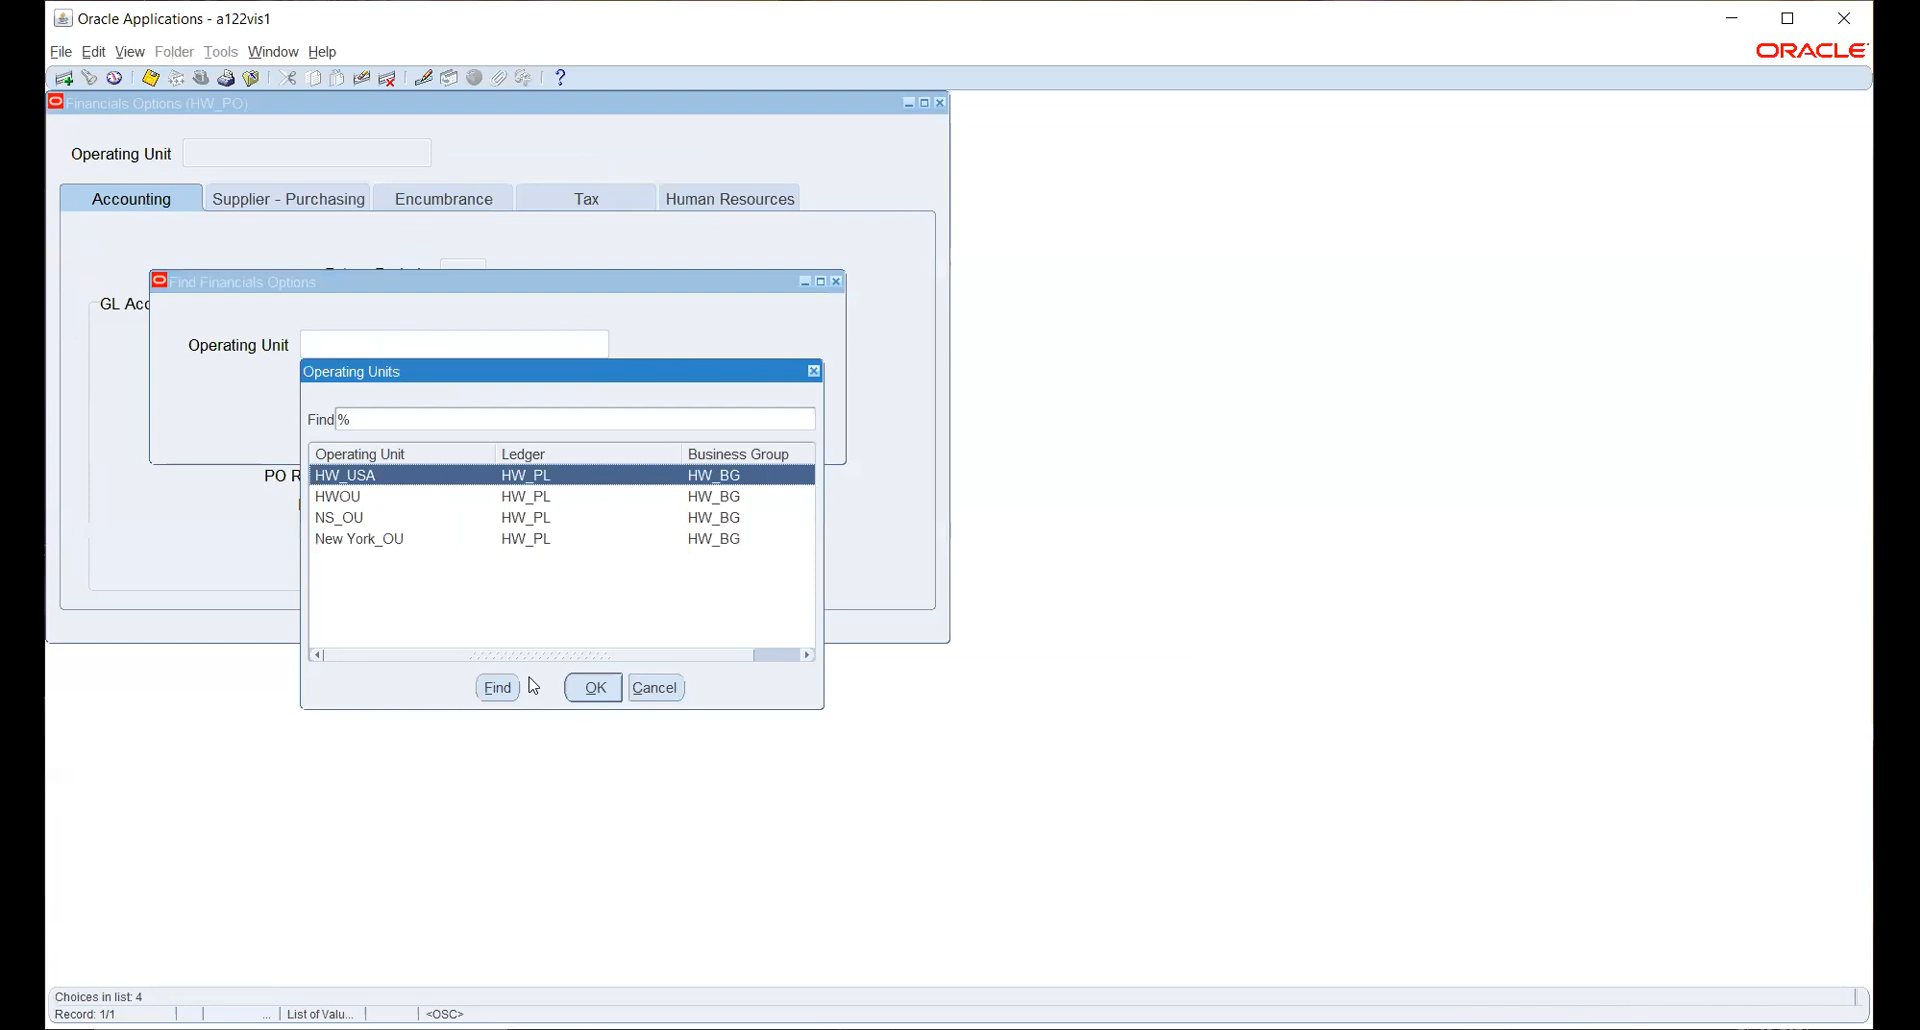 Oracle Applications - a122vis1
File Edit View Folder Tools Window Help
ORACLE
Financials Options (HW_PO)
Operating Unit
Accounting Supplier - Purchasing Encumbrance Tax Human Resources
Find Financials Options
GL Acc
Operating Unit
Operating Units
Find %
Operating Unit Ledger Business Group
HW_USA HW_PL HW_BG
PO R
HWOU HW_PL HW_BG
NS_OU HW_PL HW_BG
New York_OU HW_PL HW_BG
Find OK Cancel
Choices in list: 4
Record: 1/1 ... List of Valu... <OSC>